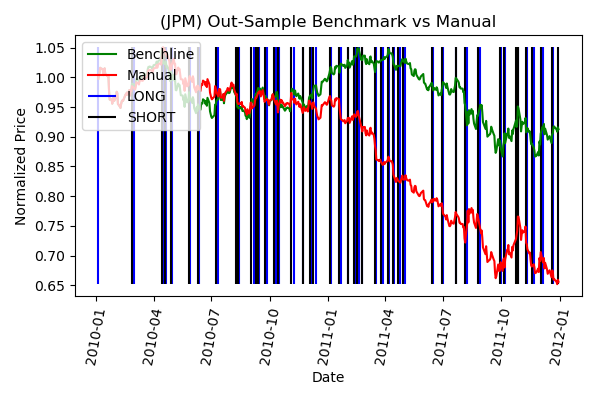 (JPM) Out-Sample Benchmark vs Manual
Benchline
Manual
LONG
SHORT
Normalized Price
1.05
1.00
0.95
0.90
0.85
0.80
0.75
0.70
0.65
2010-01
2010-04
2010-07
2010-10
2011-01
2011-04
2011-07
2011-10
2012-01
Date